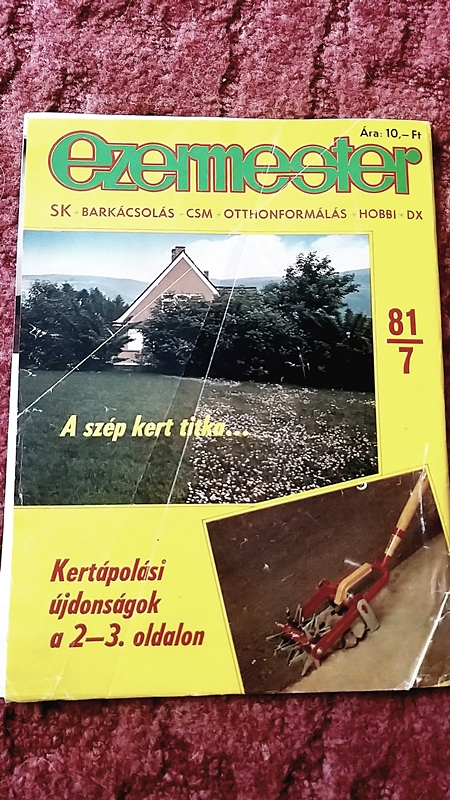 Ára: 10,– Ft
ezermester
SK * BARKÁCSOLÁS * CSM * OTTHONFORMÁLÁS * HOBBI * DX
81
7
A szép kert titka...
Kertápolási
újdonságok
a 2–3. oldalon